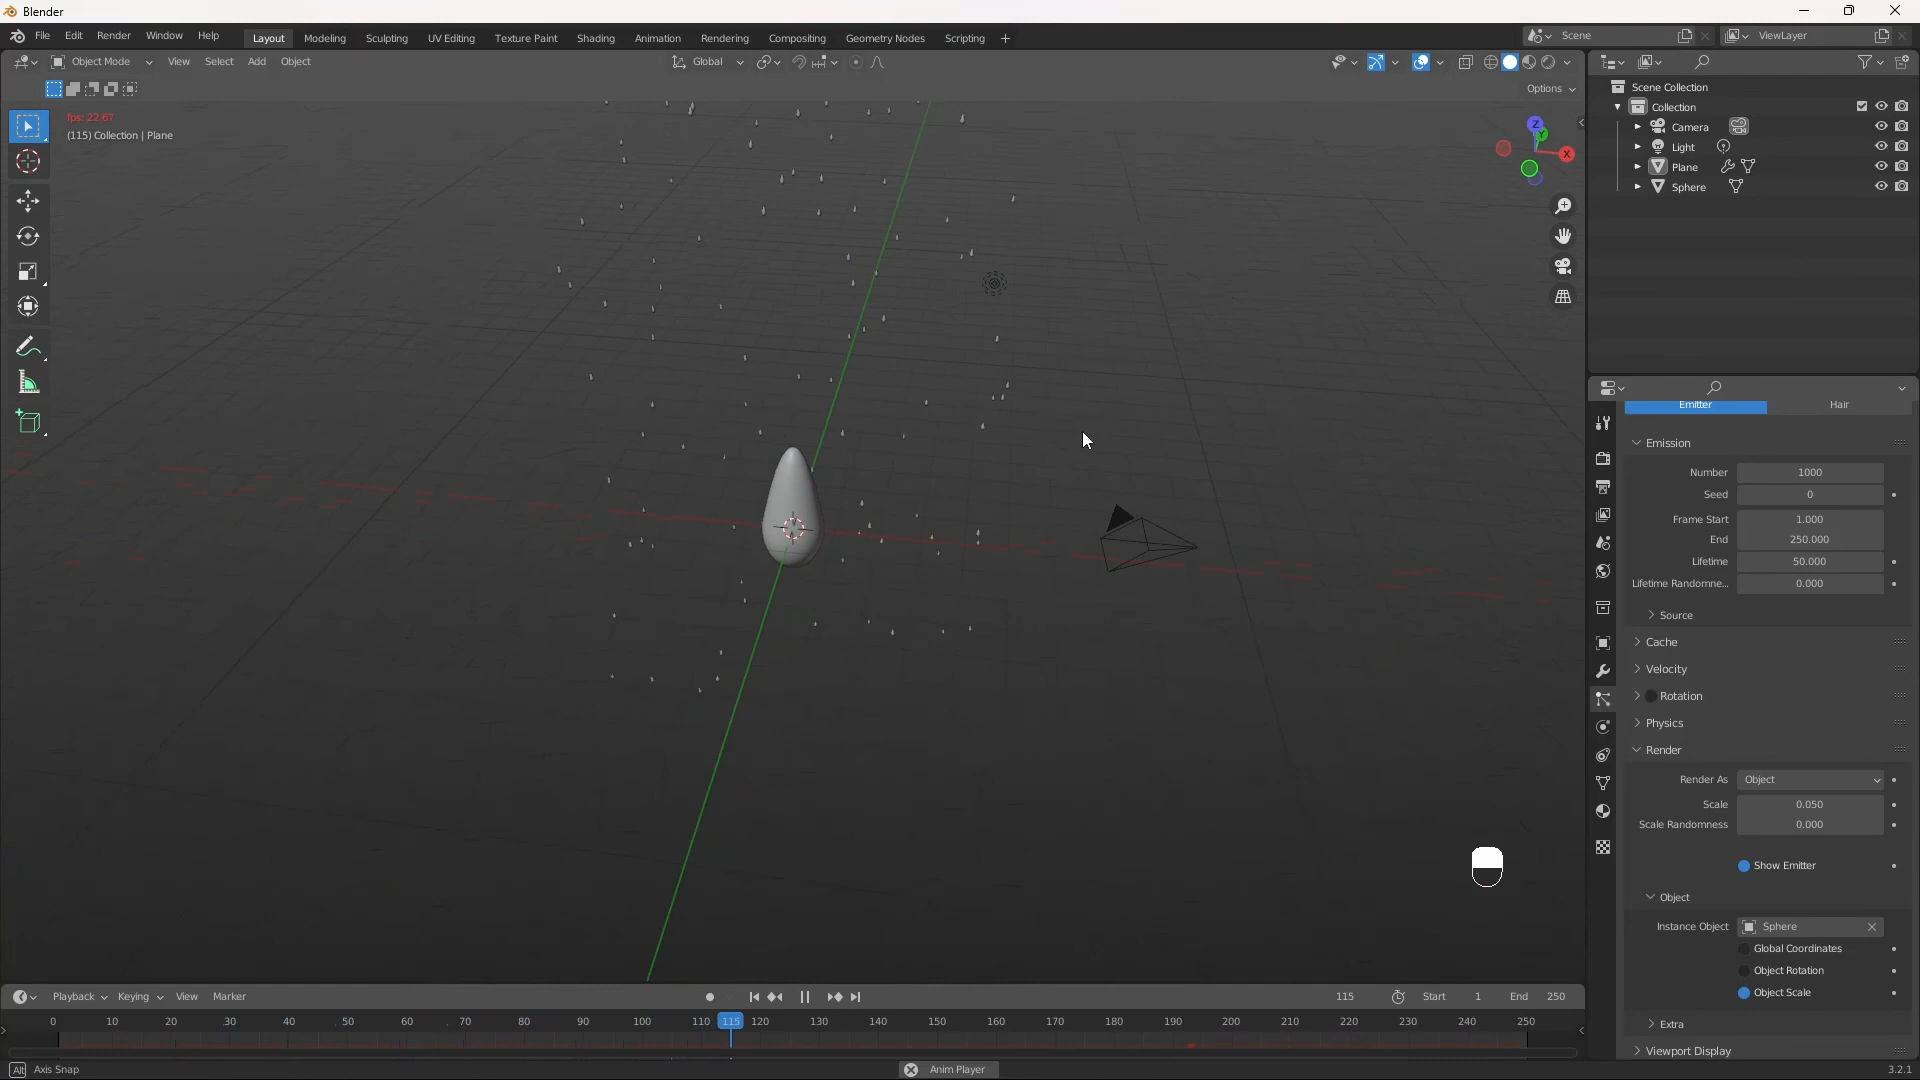 Blender
File Edit Render Window Help Layout Modeling Sculpting UV Editing Texture Paint Shading Animation Rendering Compositing Geometry Nodes Scripting + Scene ViewLayer
Object Mode View Select Add Object Global
Options
fps: 22.67
(115) Collection | Plane
Z
Y
X
Scene Collection
Collection
Camera
Light
Plane
Sphere
Emitter Hair
Emission
Number 1000
Seed 0
Frame Start 1.000
End 250.000
Lifetime 50.000
Lifetime Randomne... 0.000
Source
Cache
Velocity
Rotation
Physics
Render
Render As Object
Scale 0.050
Scale Randomness 0.000
Show Emitter
Object
Instance Object Sphere
Global Coordinates
Object Rotation
Object Scale
Extra
Viewport Display
Playback Keying View Marker 115 Start 1 End 250
0 10 20 30 40 50 60 70 80 90 100 110 115 120 130 140 150 160 170 180 190 200 210 220 230 240 250
Alt Axis Snap Anim Player 3.2.1